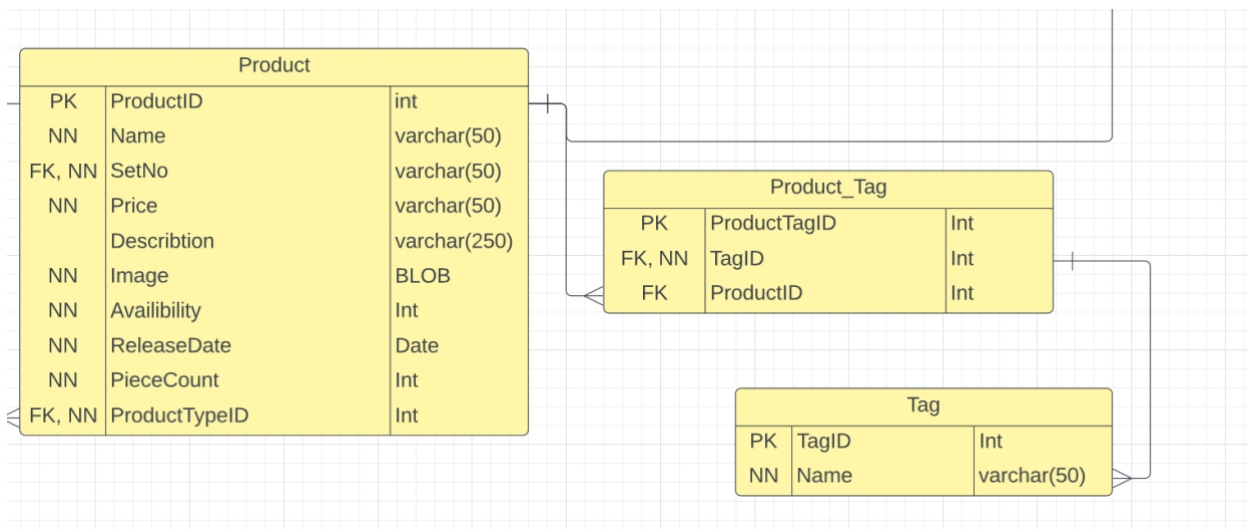 Product
PK ProductID int
NN Name varchar(50)
FK, NN SetNo varchar(50)
NN Price varchar(50)
Describtion varchar(250)
NN Image BLOB
NN Availibility Int
NN ReleaseDate Date
NN PieceCount Int
FK, NN ProductTypeID Int
Product_Tag
PK ProductTagID Int
FK, NN TagID Int
FK ProductID Int
Tag
PK TagID Int
NN Name varchar(50)